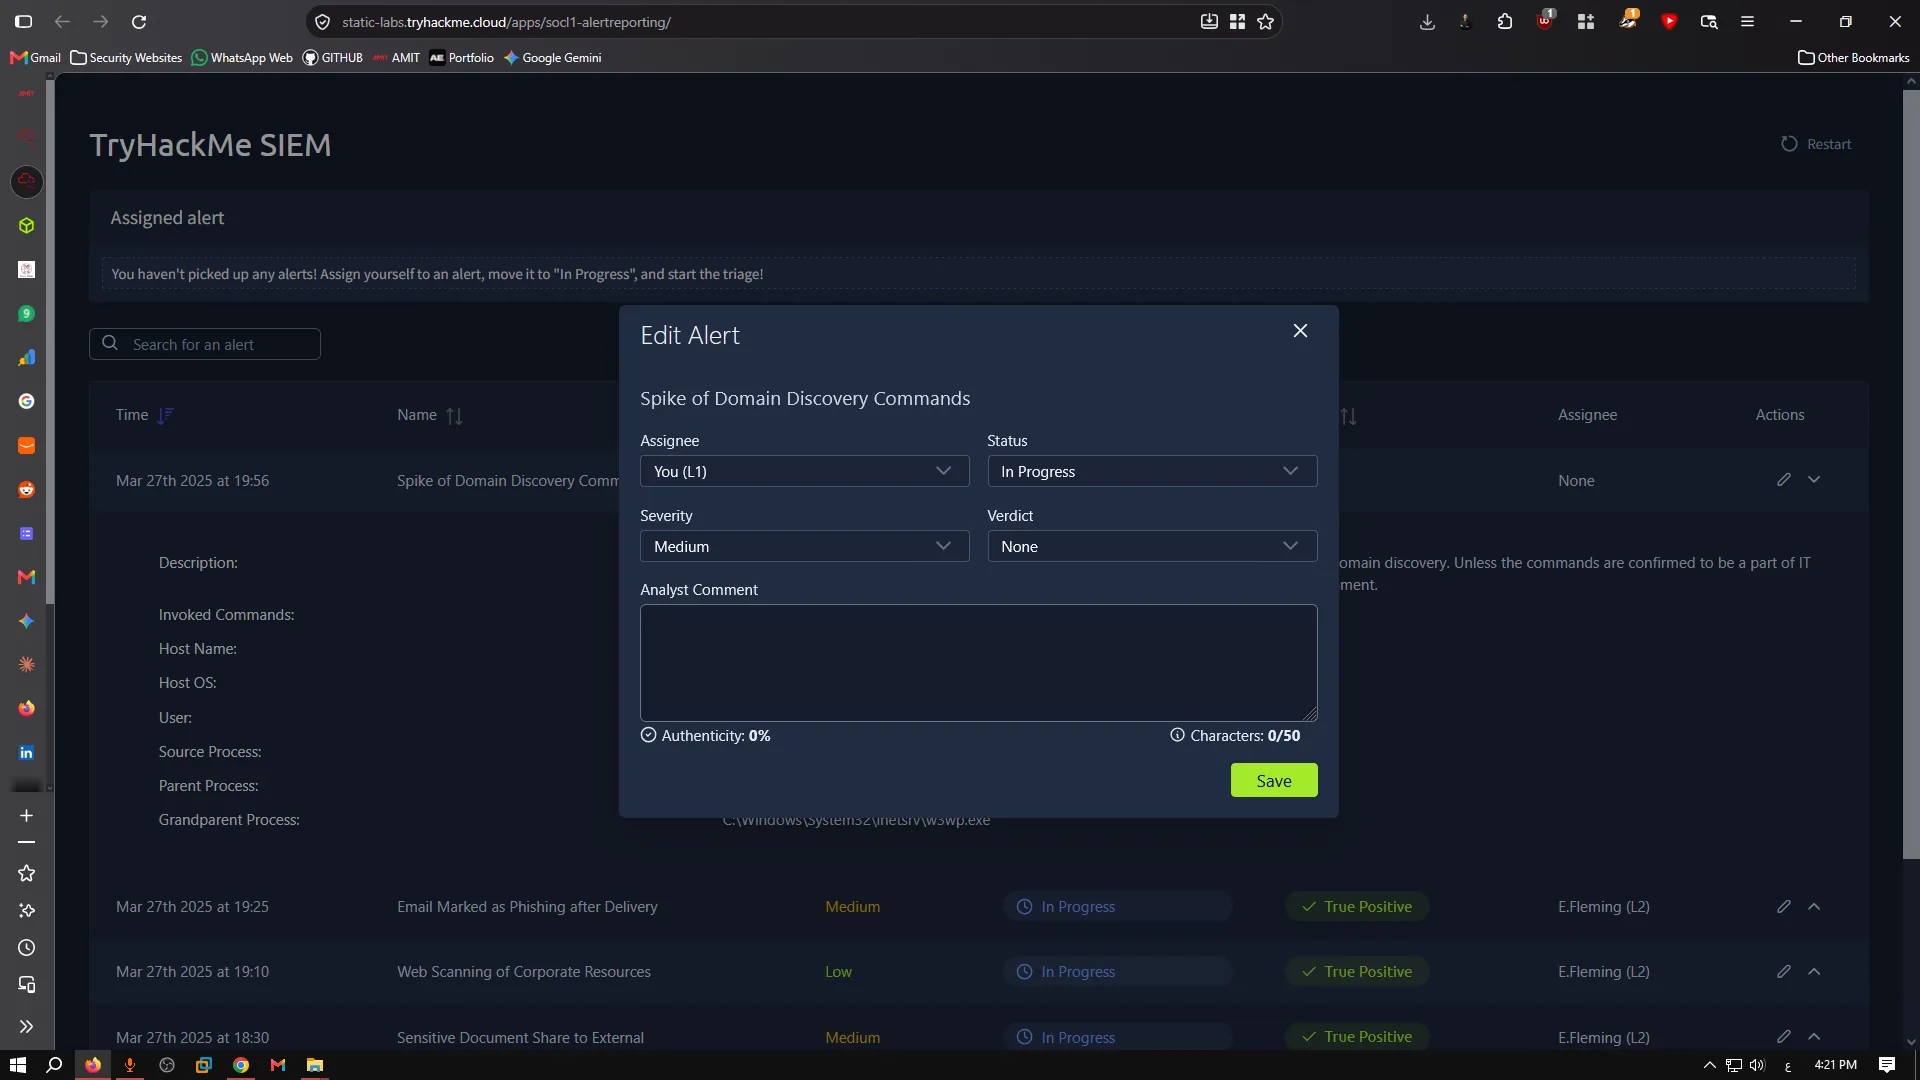 static-labs.tryhackme.cloud/apps/socl1-alertreporting/
1
1
Gmail
Security Websites
WhatsApp Web
GITHUB
AMIT
AMIT
AE
Portfolio
Google Gemini
Other Bookmarks
AMIT
TryHackMe SIEM
Restart
Assigned alert
You haven't picked up any alerts! Assign yourself to an alert, move it to "In Progress", and start the triage!
9
Search for an alert
Edit Alert
Spike of Domain Discovery Commands
Time
Name
Assignee
Actions
Assignee
Status
You (L1)
In Progress
Mar 27th 2025 at 19:56
Spike of Domain Discovery Comm
None
Severity
Verdict
Medium
None
Description:
omain discovery. Unless the commands are confirmed to be a part of IT
ment.
Analyst Comment
Invoked Commands:
Host Name:
Host OS:
User:
Authenticity: 0%
Characters: 0/50
Source Process:
Save
Parent Process:
Grandparent Process:
C:\Windows\System32\inetsrv\w3wp.exe
Mar 27th 2025 at 19:25
Email Marked as Phishing after Delivery
Medium
In Progress
True Positive
E.Fleming (L2)
Mar 27th 2025 at 19:10
Web Scanning of Corporate Resources
Low
In Progress
True Positive
E.Fleming (L2)
Mar 27th 2025 at 18:30
Sensitive Document Share to External
Medium
In Progress
True Positive
E.Fleming (L2)
in
ع
4:21 PM